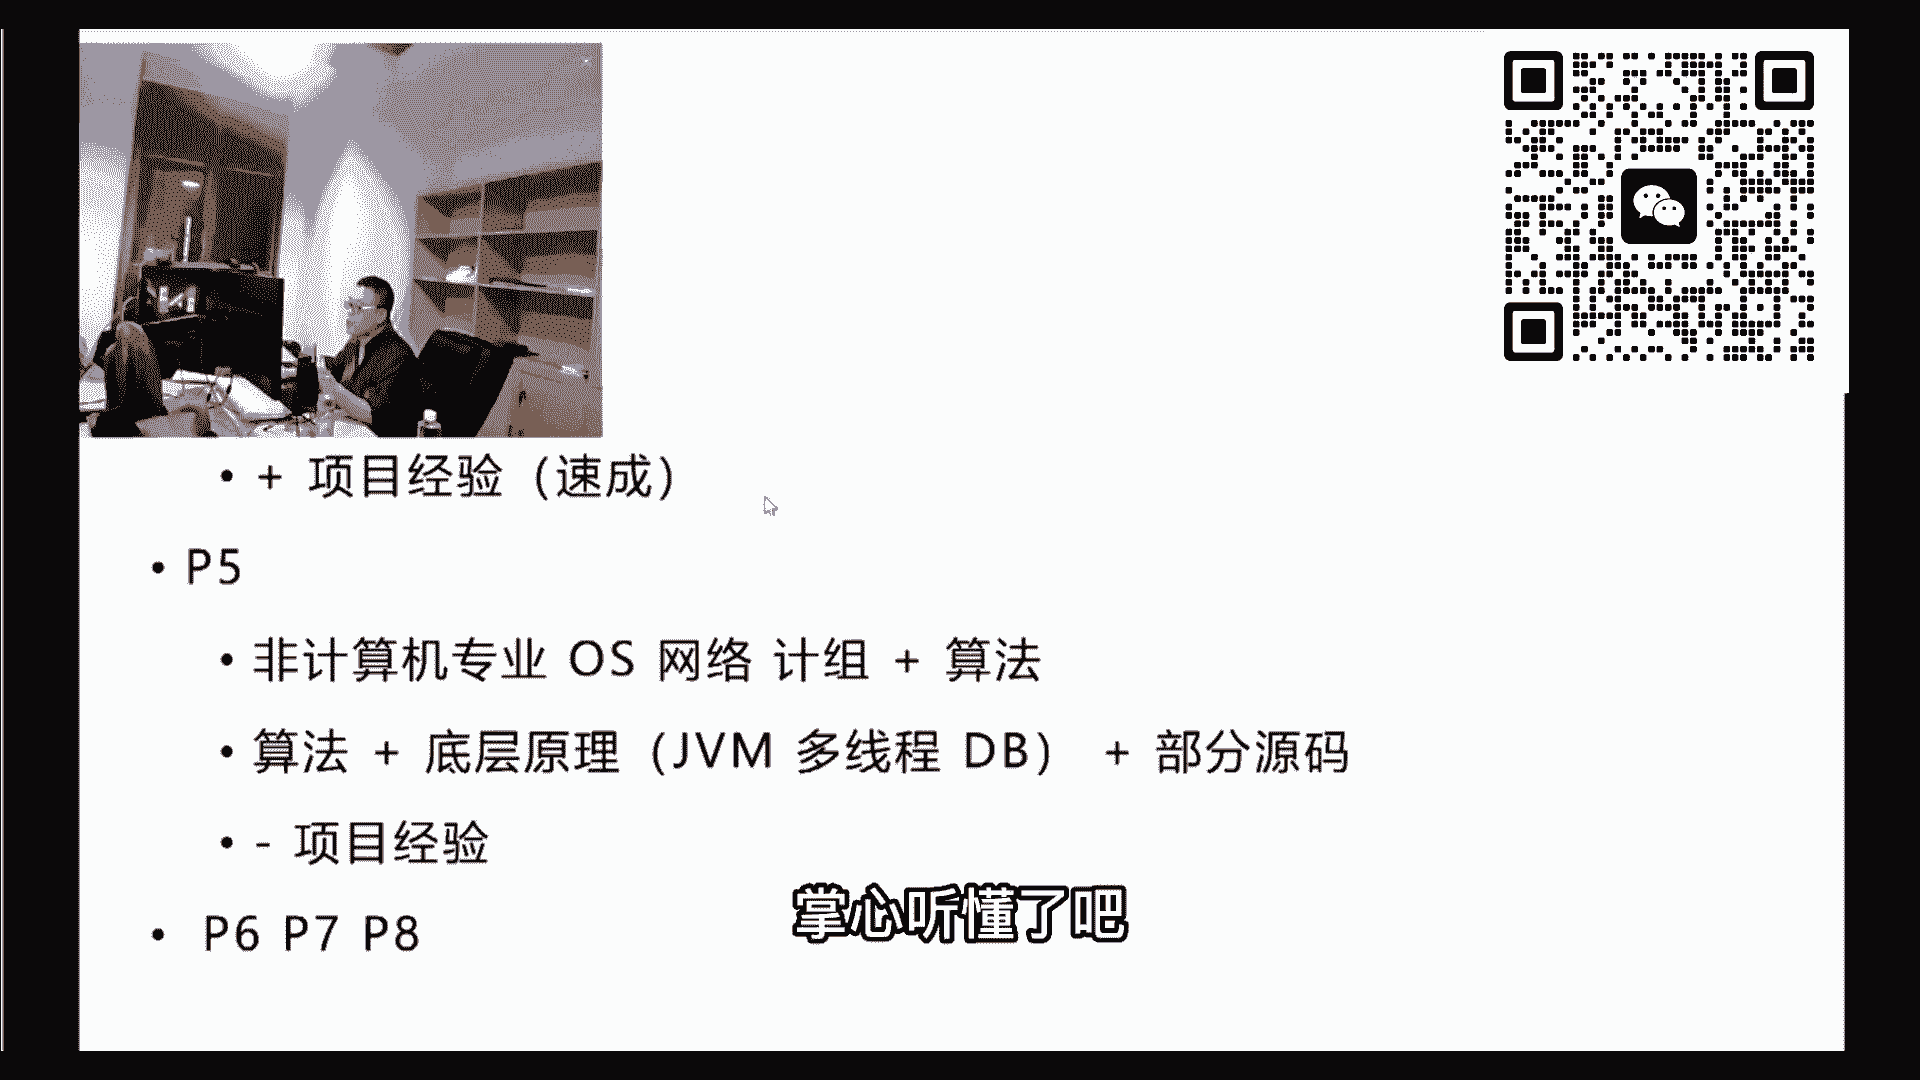 • + 项目经验（速成）
• P5
• 非计算机专业 OS 网络 计组 + 算法
• 算法 + 底层原理（JVM 多线程 DB） + 部分源码
• - 项目经验
• P6 P7 P8
掌心听懂了吧